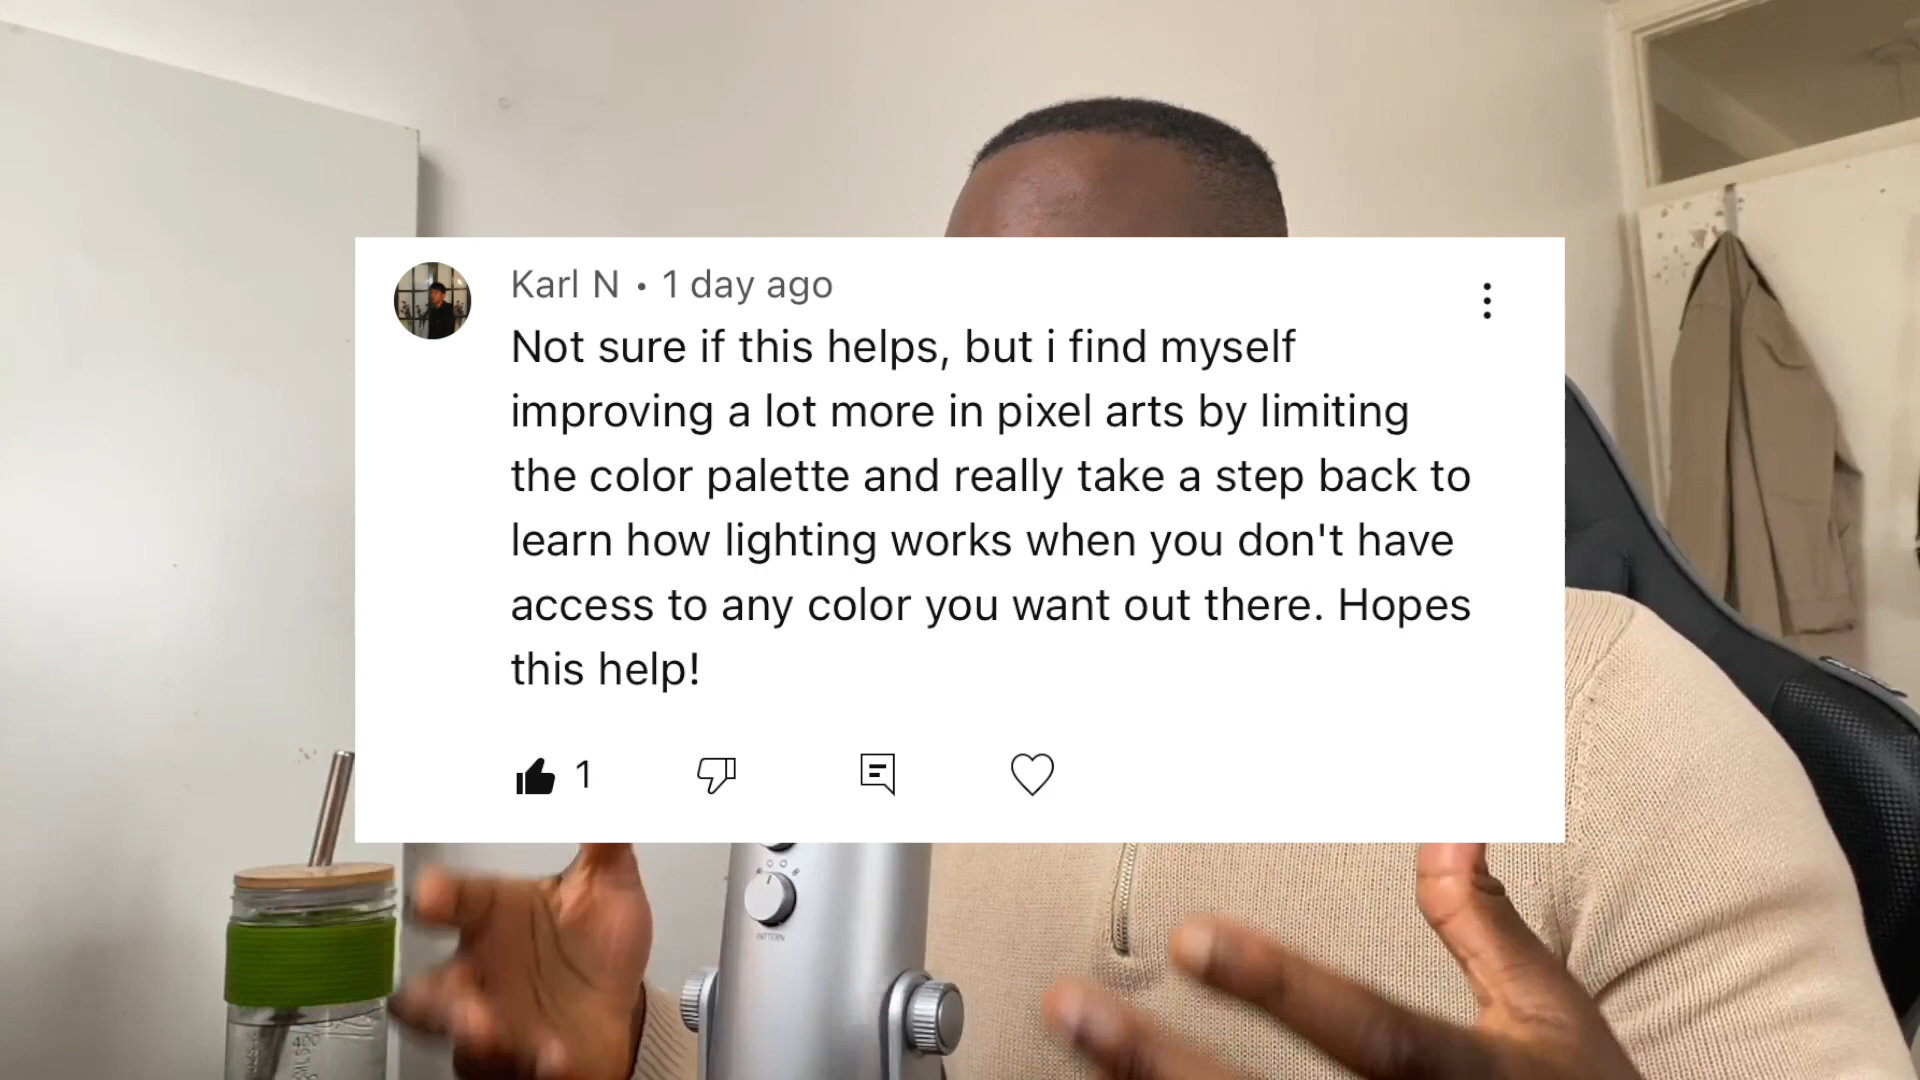 Karl N • 1 day ago
Not sure if this helps, but i find myself
improving a lot more in pixel arts by limiting
the color palette and really take a step back to
learn how lighting works when you don't have
access to any color you want out there. Hopes
this help!
1
PATTERN
400